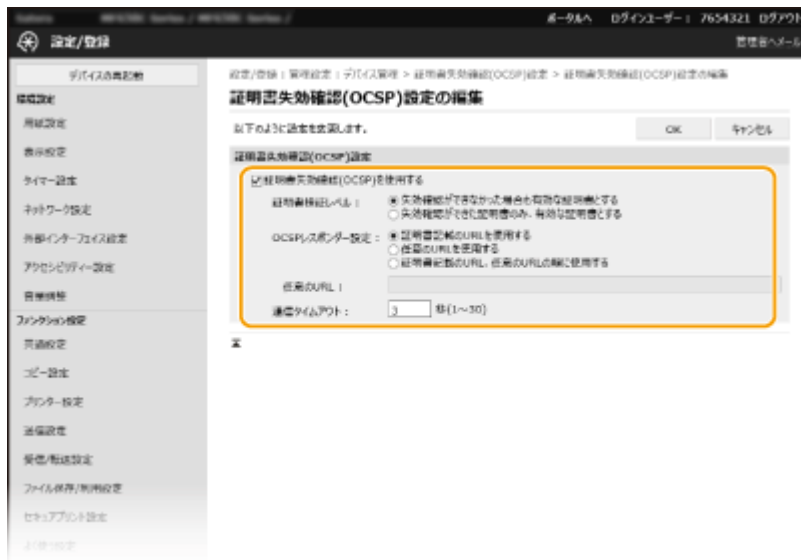 ポータルへ ログインユーザー： 7654321 ログアウト
設定/登録
管理者へメール
デバイスの再起動
設定/登録 : 管理設定 : デバイス管理 > 証明書失効確認(OCSP)設定 > 証明書失効確認(OCSP)設定の編集
証明書失効確認(OCSP)設定の編集
以下のように設定を変更します。
OK
キャンセル
証明書失効確認(OCSP)設定
証明書失効確認(OCSP)を使用する
証明書検証レベル：
失効確認ができなかった場合も有効な証明書とする
失効確認ができた証明書のみ、有効な証明書とする
OCSPレスポンダー設定：
証明書記載のURLを使用する
任意のURLを使用する
証明書記載のURL、任意のURLの順に使用する
任意のURL：
通信タイムアウト：
3 秒(1～30)
環境設定
用紙設定
表示設定
タイマー設定
ネットワーク設定
外部インターフェイス設定
アクセシビリティー設定
音量調整
ファンクション設定
共通設定
コピー設定
プリンター設定
送信設定
受信/転送設定
ファイル保存/利用設定
セキュアプリント設定